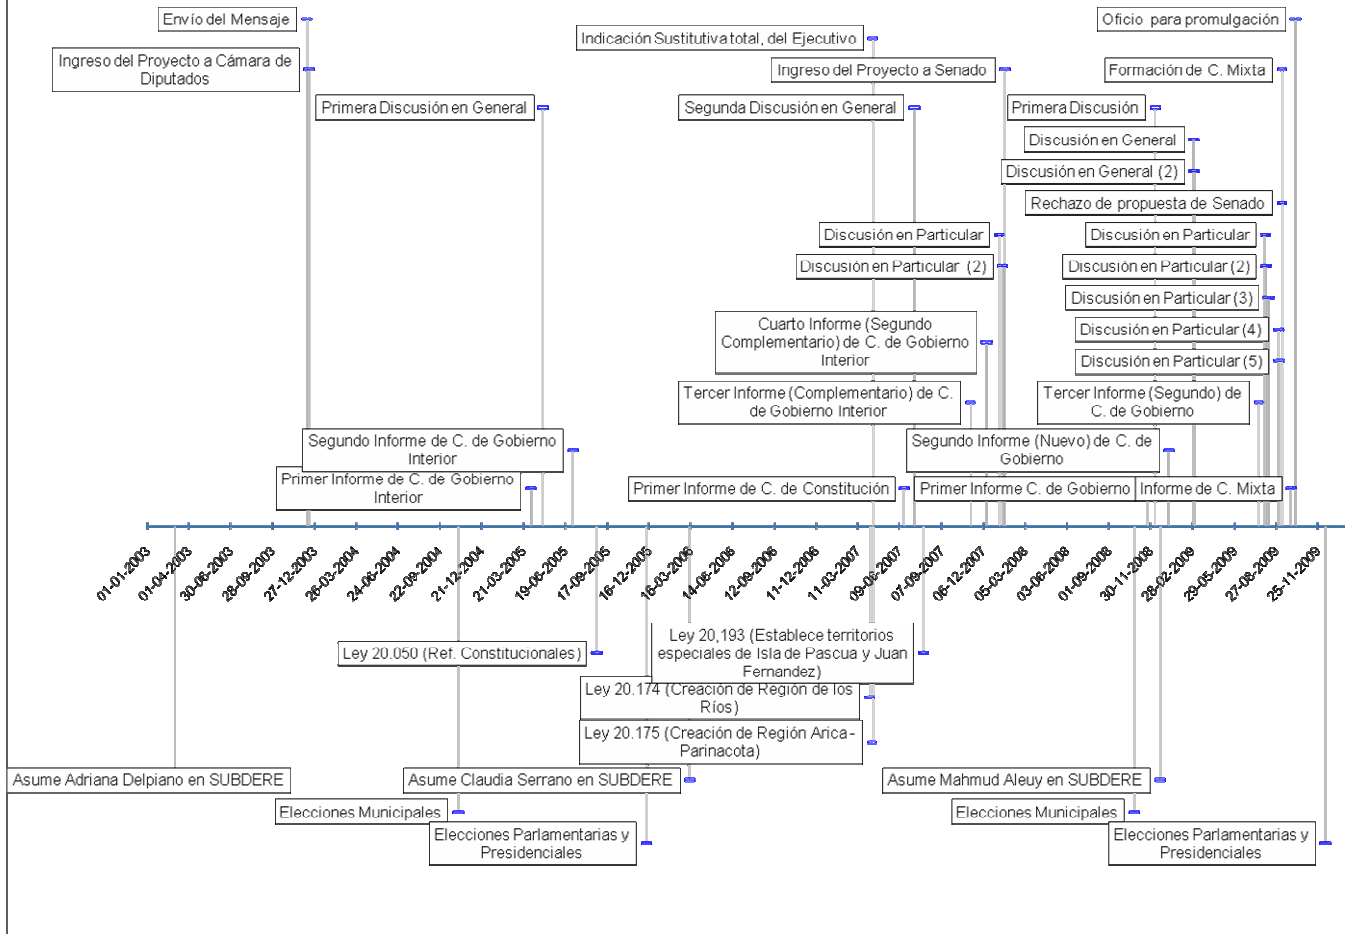 Envío del Mensaje
Oficio para promulgación
Indicación Sustitutiva total, del Ejecutivo
Ingreso del Proyecto a Cámara de
Diputados
Ingreso del Proyecto a Senado
Formación de C. Mixta
Primera Discusión en General
Segunda Discusión en General
Primera Discusión
Discusión en General
Discusión en General (2)
Rechazo de propuesta de Senado
Discusión en Particular
Discusión en Particular
Discusión en Particular (2)
Discusión en Particular (2)
Discusión en Particular (3)
Cuarto Informe (Segundo
Complementario) de C. de Gobierno
Interior
Discusión en Particular (4)
Discusión en Particular (5)
Tercer Informe (Complementario) de C.
de Gobierno Interior
Tercer Informe (Segundo) de
C. de Gobierno
Segundo Informe de C. de Gobierno
Interior
Segundo Informe (Nuevo) de C. de
Gobierno
Primer Informe de C. de Gobierno
Interior
Primer Informe de C. de Constitución
Primer Informe C. de Gobierno
Informe de C. Mixta
01-01-2003
01-04-2003
30-06-2003
28-09-2003
27-12-2003
26-03-2004
24-06-2004
22-09-2004
21-12-2004
21-03-2005
19-06-2005
17-09-2005
16-12-2005
16-03-2006
14-06-2006
12-09-2006
11-12-2006
11-03-2007
09-06-2007
07-09-2007
06-12-2007
05-03-2008
03-06-2008
01-09-2008
30-11-2008
28-02-2009
29-05-2009
27-08-2009
25-11-2009
Ley 20.050 (Ref. Constitucionales)
Ley 20,193 (Establece territorios
especiales de Isla de Pascua y Juan
Fernandez)
Ley 20.174 (Creación de Región de los
Ríos)
Ley 20.175 (Creación de Región Arica-
Parinacota)
Asume Adriana Delpiano en SUBDERE
Asume Claudia Serrano en SUBDERE
Asume Mahmud Aleuy en SUBDERE
Elecciones Municipales
Elecciones Municipales
Elecciones Parlamentarias y
Presidenciales
Elecciones Parlamentarias y
Presidenciales